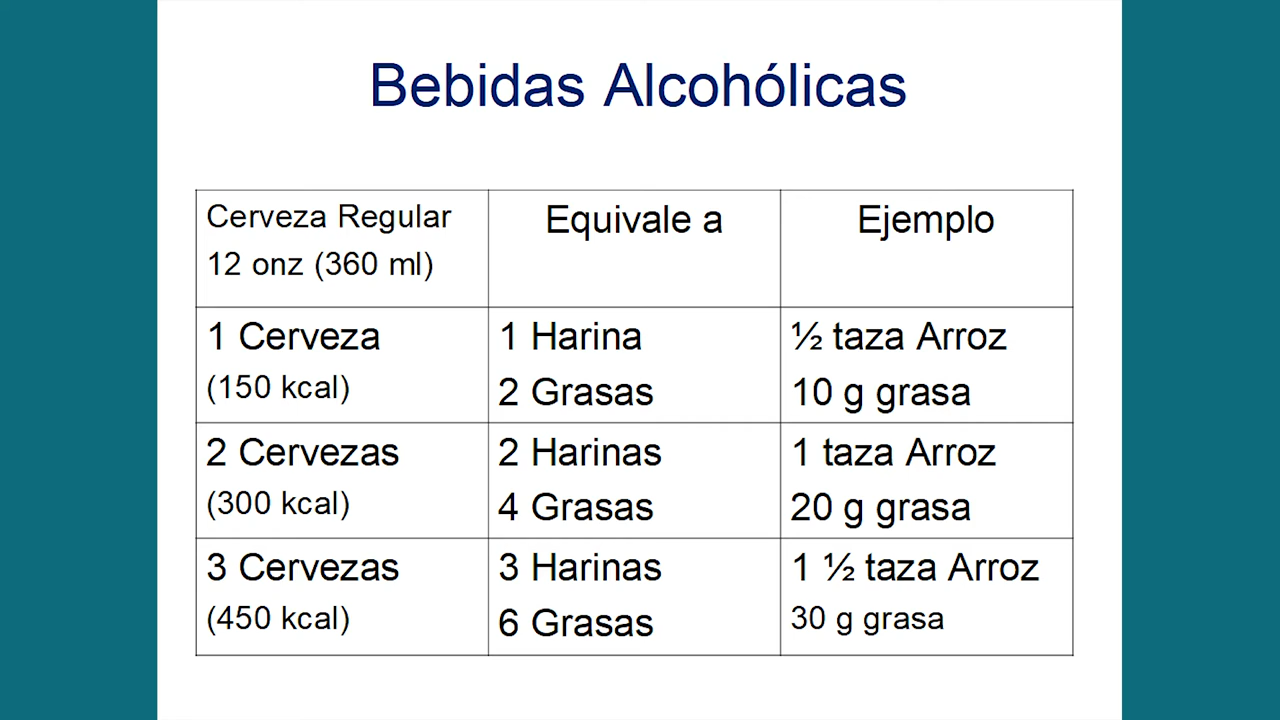 Bebidas Alcohólicas
Cerveza Regular
12 onz (360 ml)
Equivale a
Ejemplo
1 Cerveza
(150 kcal)
1 Harina
2 Grasas
½ taza Arroz
10 g grasa
2 Cervezas
(300 kcal)
2 Harinas
4 Grasas
1 taza Arroz
20 g grasa
3 Cervezas
(450 kcal)
3 Harinas
6 Grasas
1 ½ taza Arroz
30 g grasa